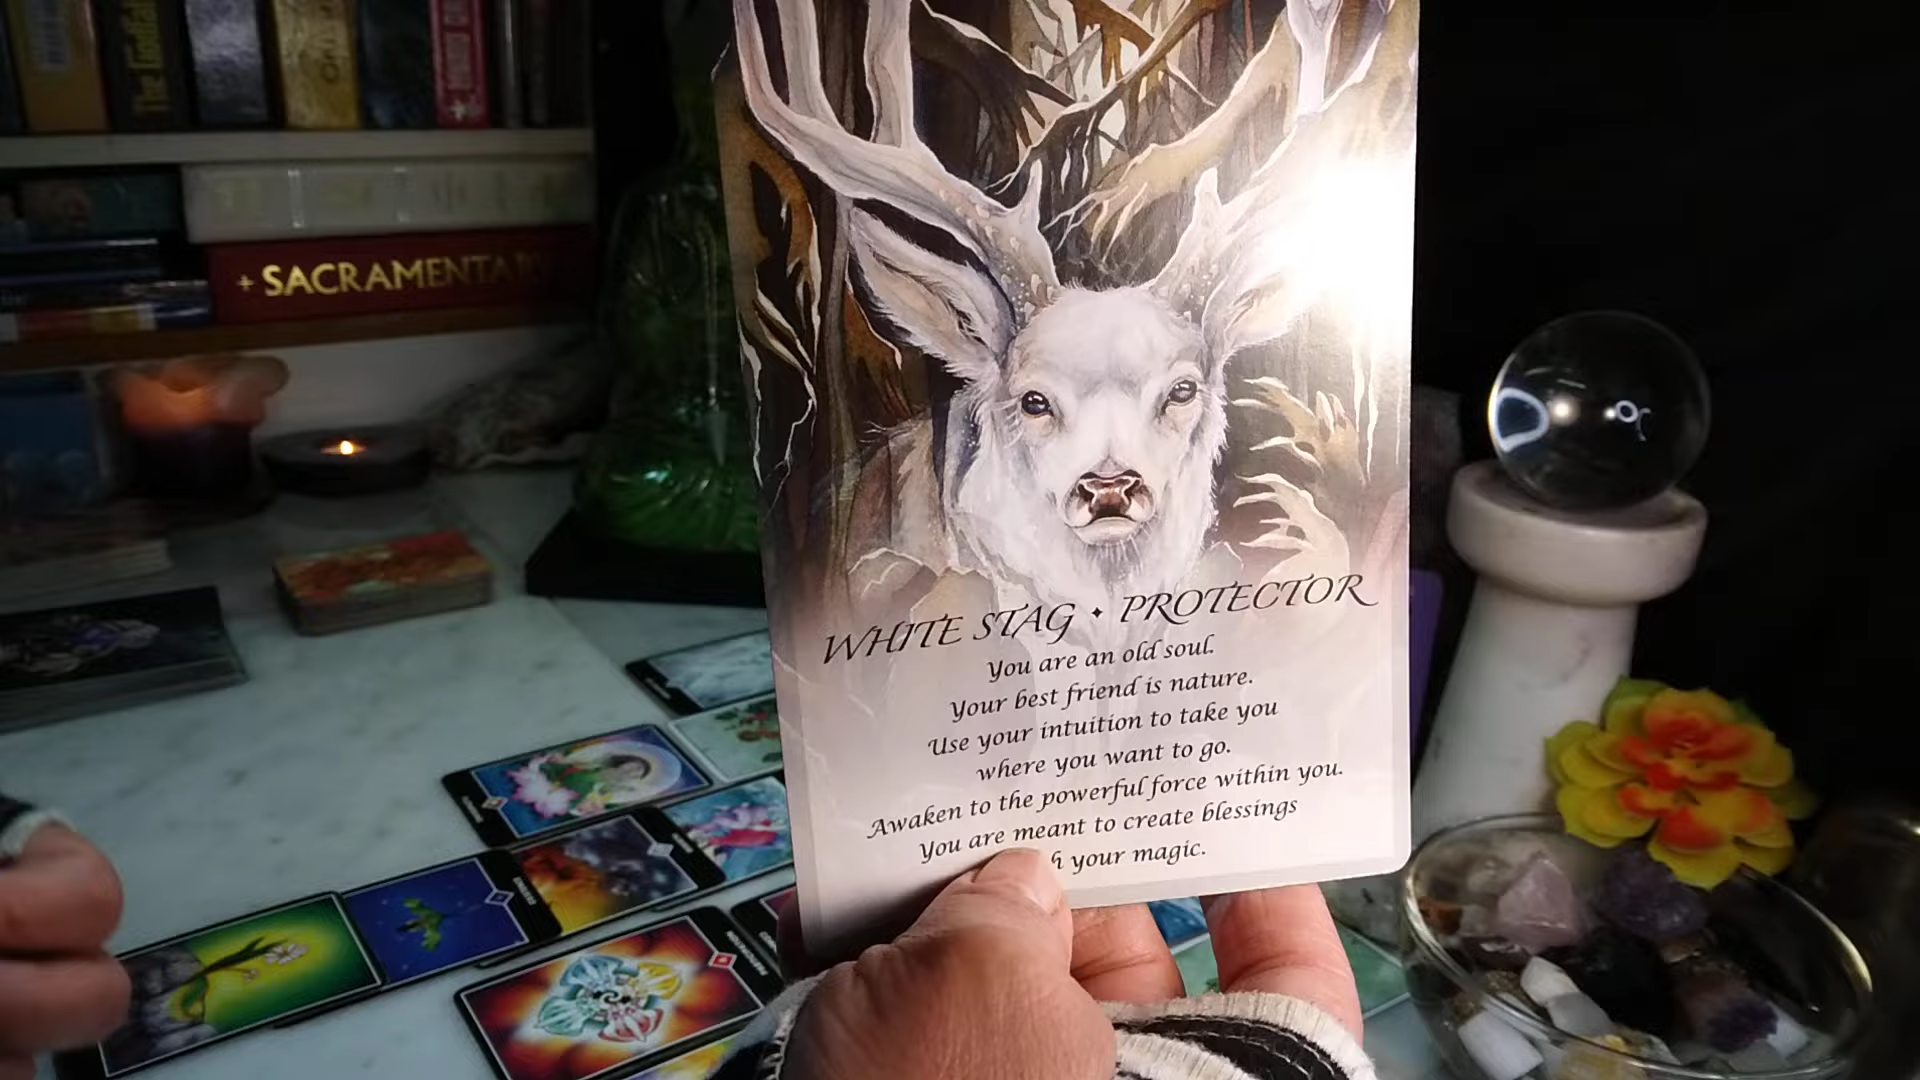 + SACRAMENTAR
WHITE STAG ✦ PROTECTOR
You are an old soul.
Your best friend is nature.
Use your intuition to take you
where you want to go.
Awaken to the powerful force within you.
You are meant to create blessings
h your magic.